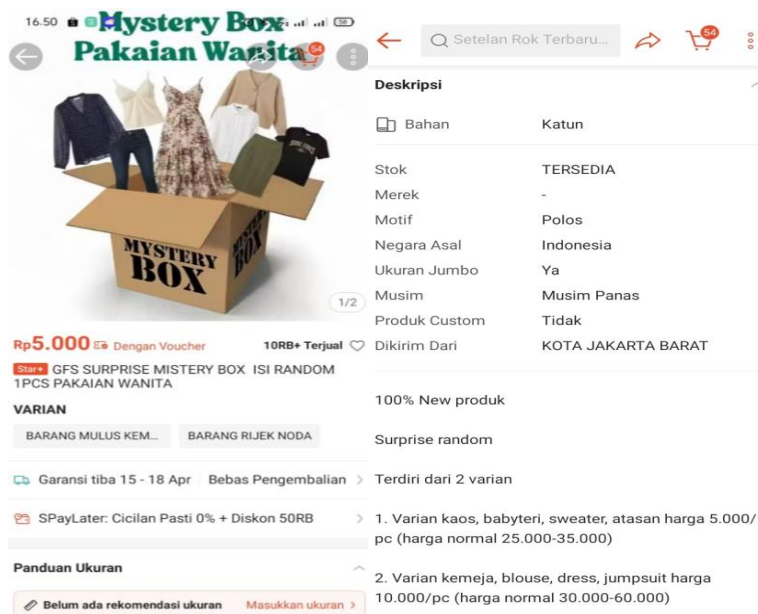 16.50
58
Mystery Box
Pakaian Wanita
54
MYSTERY
BOX
MYSTERY
BOX
1/2
Rp5.000 Dengan Voucher
10RB+ Terjual
Star+ GFS SURPRISE MISTERY BOX ISI RANDOM
1PCS PAKAIAN WANITA
VARIAN
BARANG MULUS KEM...
BARANG RIJEK NODA
Garansi tiba 15 - 18 Apr
Bebas Pengembalian
SPayLater: Cicilan Pasti 0% + Diskon 50RB
Panduan Ukuran
Belum ada rekomendasi ukuran
Masukkan ukuran
Setelan Rok Terbaru...
54
Deskripsi
Bahan Katun
Stok TERSEDIA
Merek -
Motif Polos
Negara Asal Indonesia
Ukuran Jumbo Ya
Musim Musim Panas
Produk Custom Tidak
Dikirim Dari KOTA JAKARTA BARAT
100% New produk
Surprise random
Terdiri dari 2 varian
1. Varian kaos, babyteri, sweater, atasan harga 5.000/
pc (harga normal 25.000-35.000)
2. Varian kemeja, blouse, dress, jumpsuit harga
10.000/pc (harga normal 30.000-60.000)